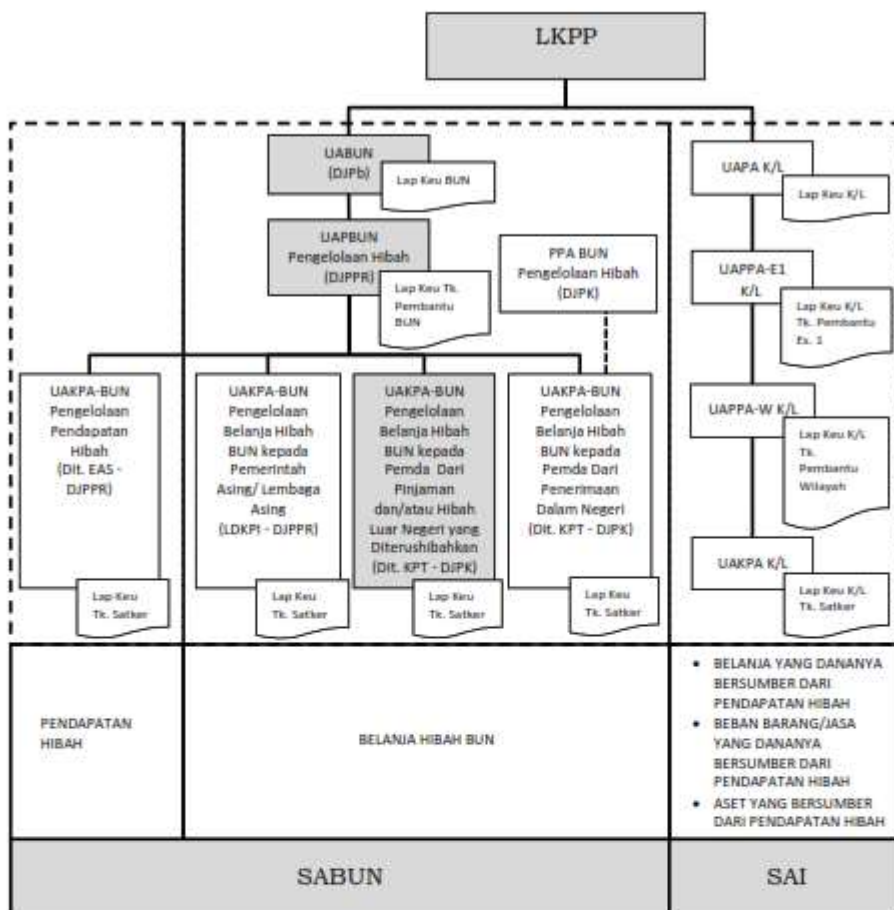 LKPP
UABUN
(DJPb)
Lap Keu BUN
UAPBUN
Pengelolaan Hibah
(DJPPR)
Lap Keu Tk.
Pembantu
BUN
PPA BUN
Pengelolaan Hibah
(DJPK)
UAPA K/L
Lap Keu K/L
UAPPA-E1
K/L
Lap Keu K/L
Tk. Pembantu
Es. 1
UAPPA-W K/L
Lap Keu K/L
Tk.
Pembantu
Wilayah
UAKPA K/L
Lap Keu K/L
Tk. Satker
UAKPA-BUN
Pengelolaan
Pendapatan
Hibah
(Dit. EAS -
DJPPR)
Lap Keu
Tk. Satker
UAKPA-BUN
Pengelolaan
Belanja Hibah
BUN kepada
Pemerintah
Asing/ Lembaga
Asing
(LDKPI - DJPPR)
Lap Keu
Tk. Satker
UAKPA-BUN
Pengelolaan
Belanja Hibah
BUN kepada
Pemda Dari
Pinjaman
dan/atau Hibah
Luar Negeri yang
Diterushibahkan
(Dit. KPT - DJPK)
Lap Keu
Tk. Satker
UAKPA-BUN
Pengelolaan
Belanja Hibah
BUN kepada
Pemda Dari
Penerimaan
Dalam Negeri
(Dit. KPT - DJPK)
Lap Keu
Tk. Satker
PENDAPATAN
HIBAH
BELANJA HIBAH BUN
• BELANJA YANG DANANYA
BERSUMBER DARI
PENDAPATAN HIBAH
• BEBAN BARANG/JASA
YANG DANANYA
BERSUMBER DARI
PENDAPATAN HIBAH
• ASET YANG BERSUMBER
DARI PENDAPATAN HIBAH
SABUN
SAI